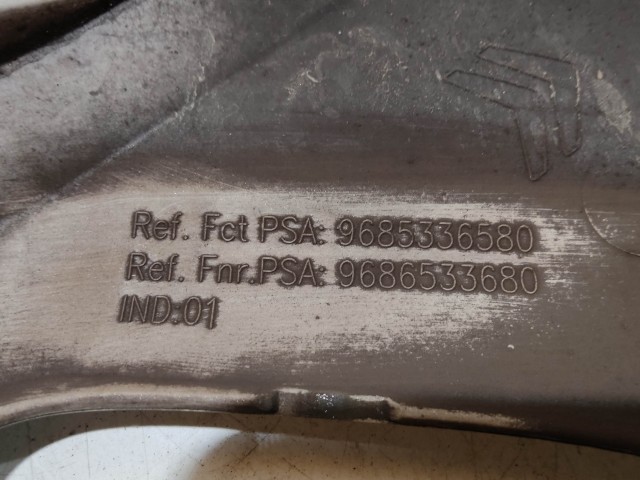 Ref. Fct PSA: 9685336580
Ref. Fnr.PSA: 9686533680
IND:01